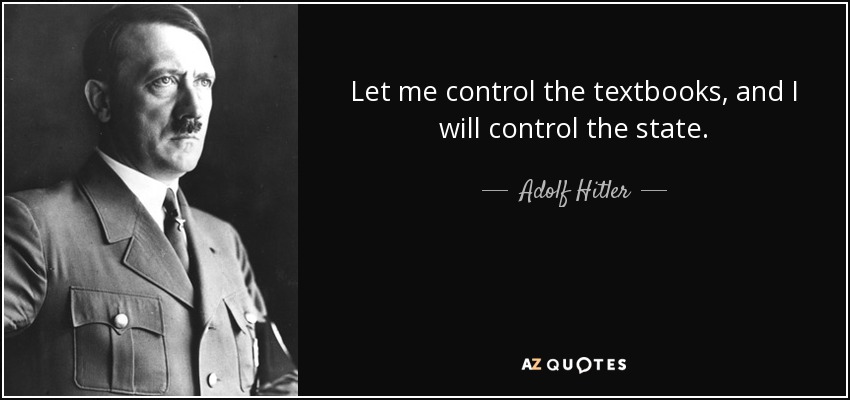 Let me control the textbooks, and I
will control the state.
Adolf Hitler
AZ QUOTES